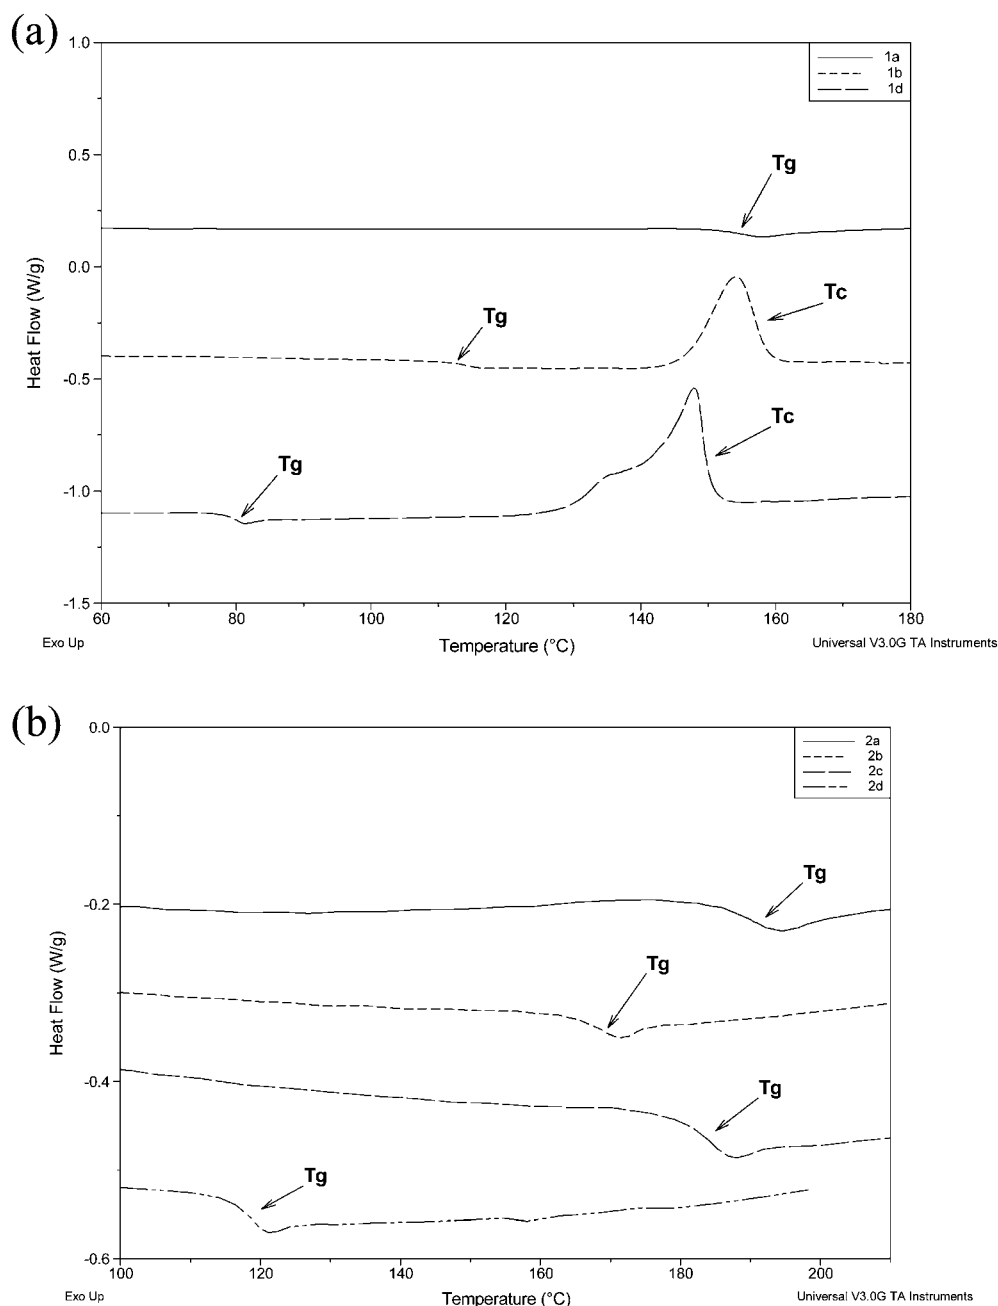 (a)
1.0
1a
1b
1d
0.5
Tg
0.0
Tc
Tg
-0.5
Tc
Tg
-1.0
-1.5
60 80 100 120 140 160 180
Heat Flow (W/g)
Exo Up Temperature (°C) Universal V3.0G TA Instruments
(b)
0.0
2a
2b
2c
2d
Tg
-0.2
Tg
-0.4
Tg
Tg
-0.6
100 120 140 160 180 200
Heat Flow (W/g)
Exo Up Temperature (°C) Universal V3.0G TA Instruments